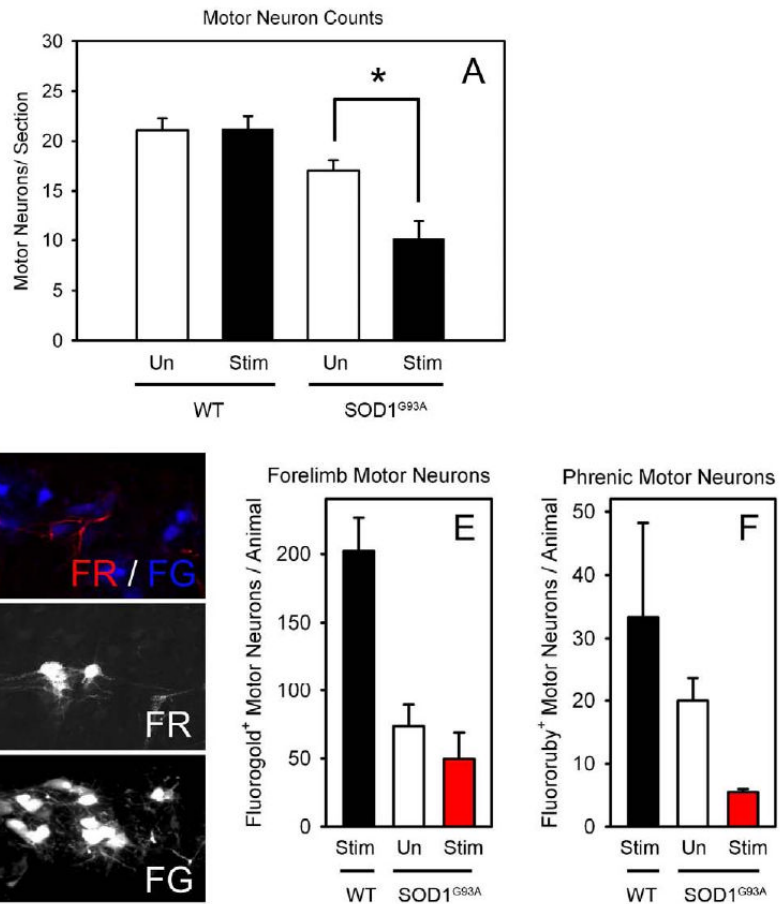 Motor Neuron Counts
A
*
Motor Neurons/ Section
30
25
20
15
10
5
0
Un Stim Un Stim
WT SOD1G93A
FR / FG
FR
FG
Forelimb Motor Neurons
E
Fluorogold+ Motor Neurons / Animal
200
150
100
50
0
Stim Un Stim
WT SOD1G93A
Phrenic Motor Neurons
F
Fluororuby+ Motor Neurons / Animal
50
40
30
20
10
0
Stim Un Stim
WT SOD1G93A